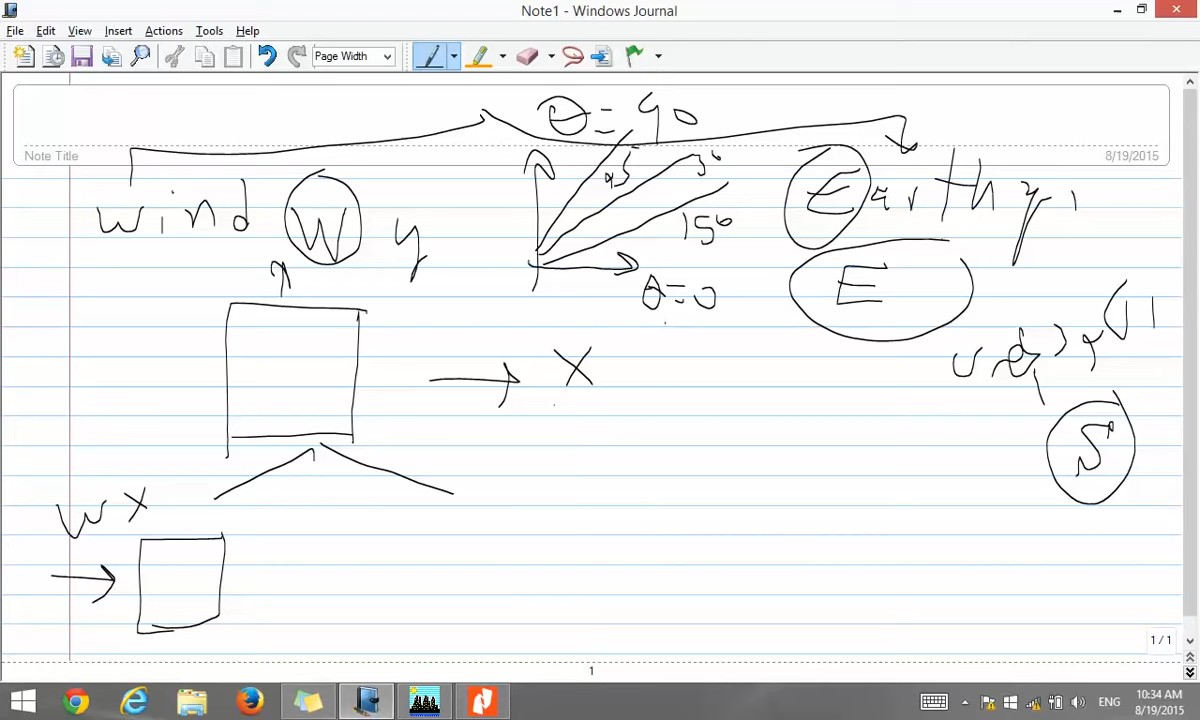 Note1 - Windows Journal
File Edit View Insert Actions Tools Help
Page Width
θ = 90
Note Title
8/19/2015
45
30
15°
wind W y
E
θ = 0
E
X
S
W X
1 / 1
1
ENG
10:34 AM
8/19/2015